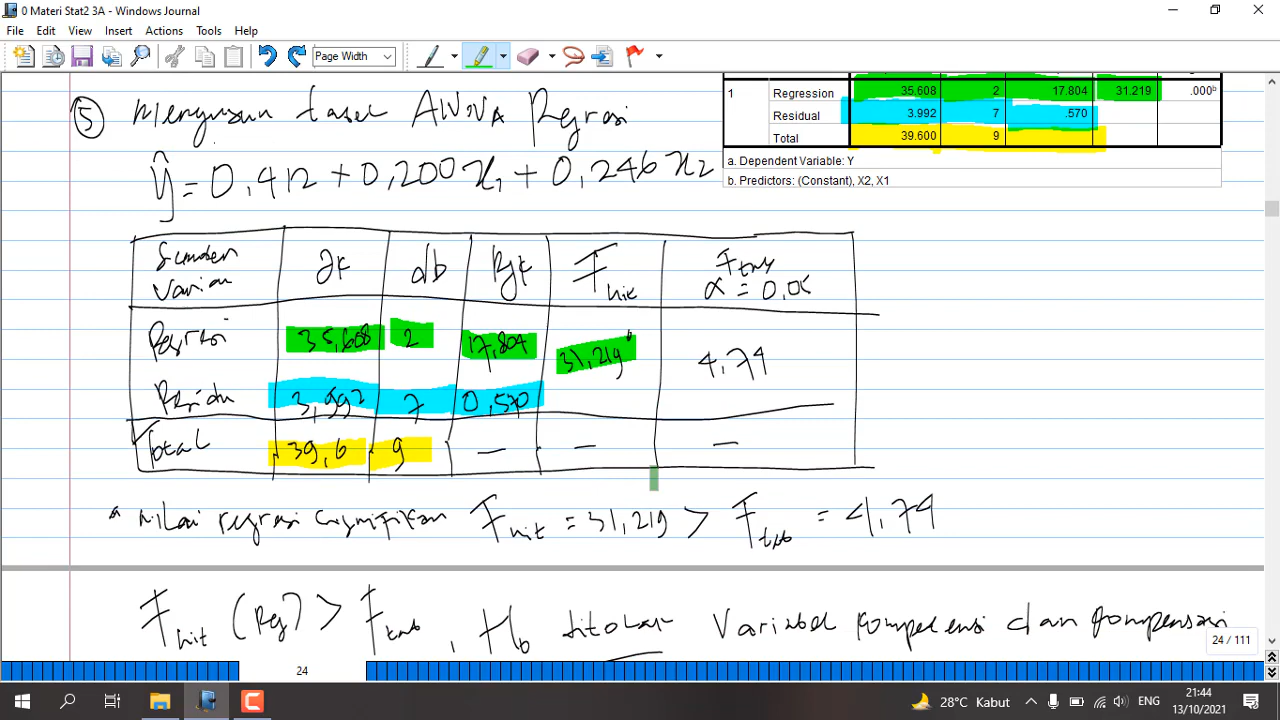 0 Materi Stat2 3A - Windows Journal
File Edit View Insert Actions Tools Help
Page Width
1 Regression 35.608 2 17.804 31.219 .000b
Residual 3.992 7 .570
Total 39.600 9
a. Dependent Variable: Y
b. Predictors: (Constant), X2, X1
5 Menyusun tabel ANOVA Regresi
ŷ = 0,412 + 0,200 x1 + 0,246 x2
Sumber Varian JK db RJK Fhit Ftab α = 0,05
Regresi 35,608 2 17,804 31,219* 4,74
Residu 3,992 7 0,570
Total 39,6 9 — — —
* Nilai regresi signifikan Fhit = 31,219 > Ftab = 4,74
Fhit (Reg) > Ftab, Ho ditolak Variabel kompetensi dan kompensasi
24 / 111
24
28°C Kabut ENG 21:44
13/10/2021